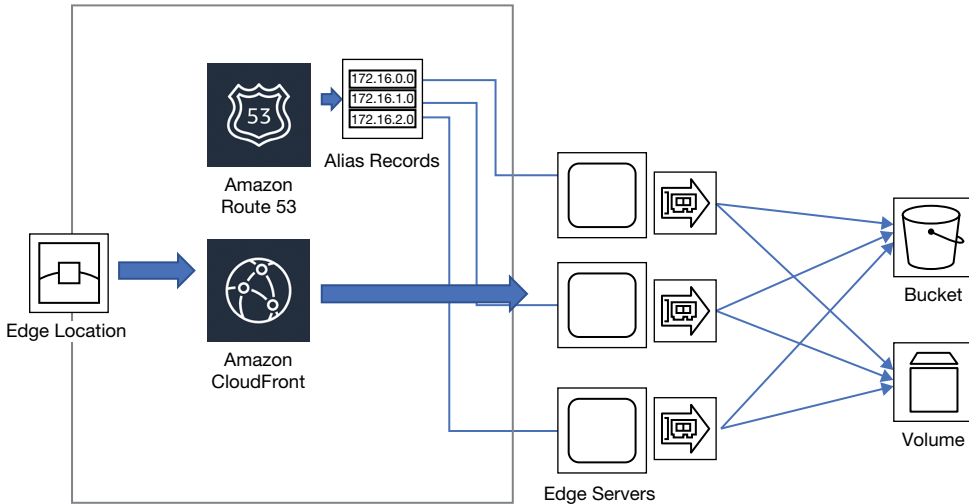 172.16.0.0
172.16.1.0
172.16.2.0
53
Alias Records
Amazon
Route 53
Edge Location
Amazon
CloudFront
Bucket
Volume
Edge Servers